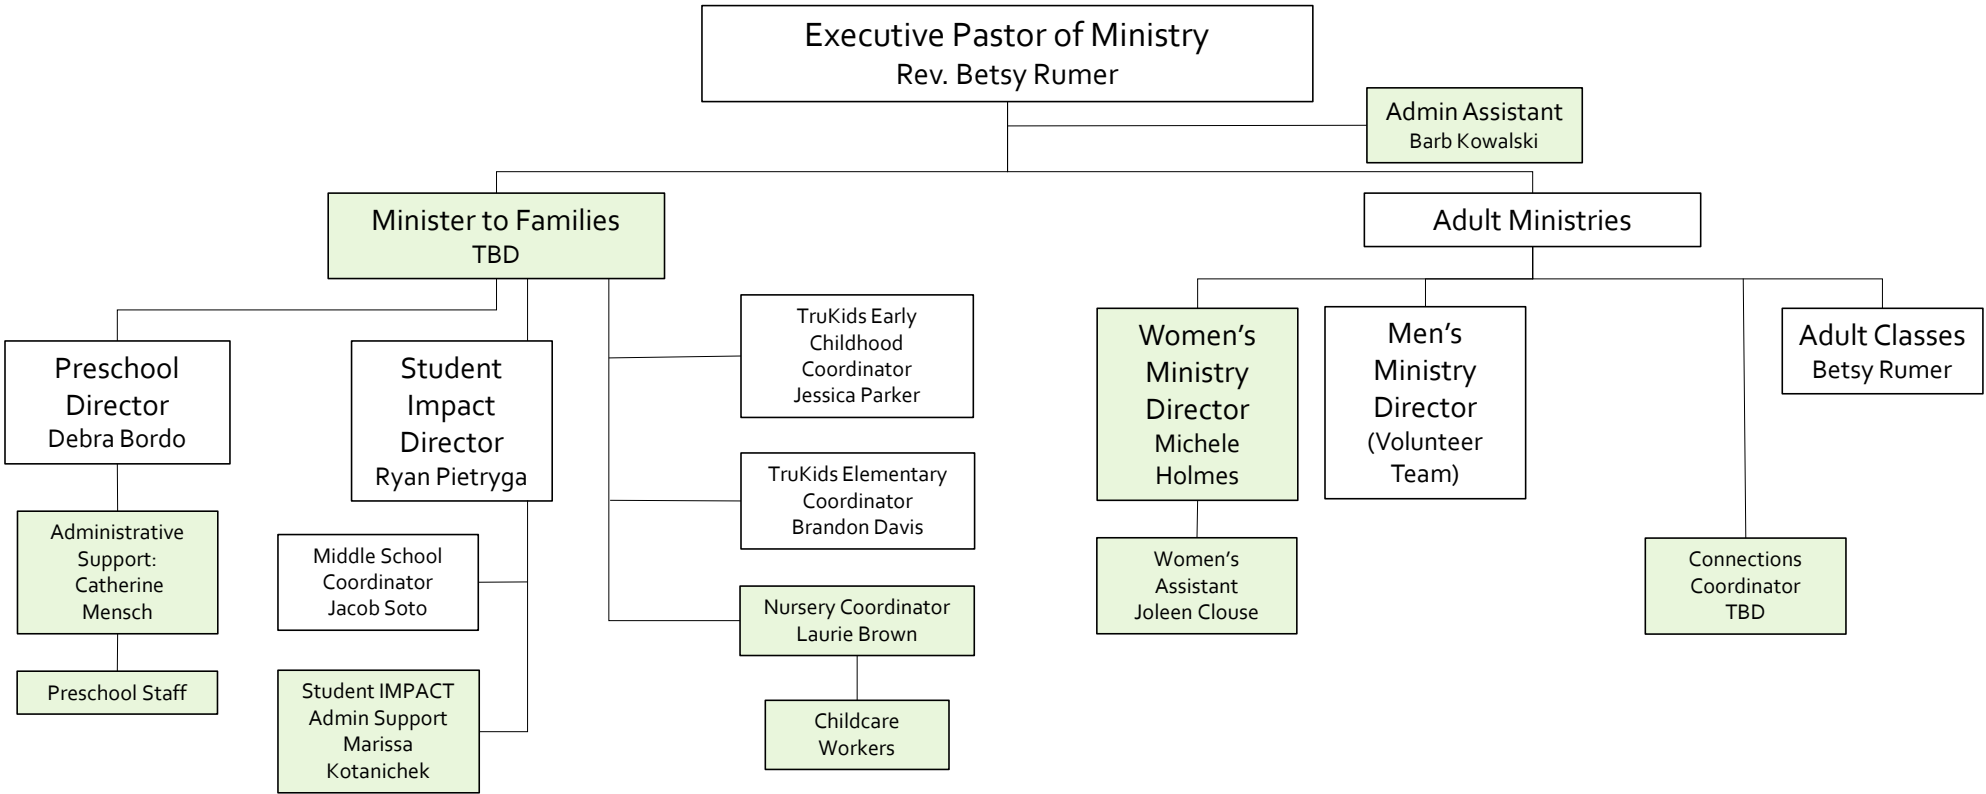 Executive Pastor of Ministry
Rev. Betsy Rumer
Admin Assistant
Barb Kowalski
Minister to Families
TBD
Adult Ministries
Preschool
Director
Debra Bordo
Student
Impact
Director
Ryan Pietryga
TruKids Early
Childhood
Coordinator
Jessica Parker
Women’s
Ministry
Director
Michele
Holmes
Men’s
Ministry
Director
(Volunteer
Team)
Adult Classes
Betsy Rumer
TruKids Elementary
Coordinator
Brandon Davis
Administrative
Support:
Catherine
Mensch
Middle School
Coordinator
Jacob Soto
Nursery Coordinator
Laurie Brown
Women’s
Assistant
Joleen Clouse
Connections
Coordinator
TBD
Preschool Staff
Student IMPACT
Admin Support
Marissa
Kotanichek
Childcare
Workers